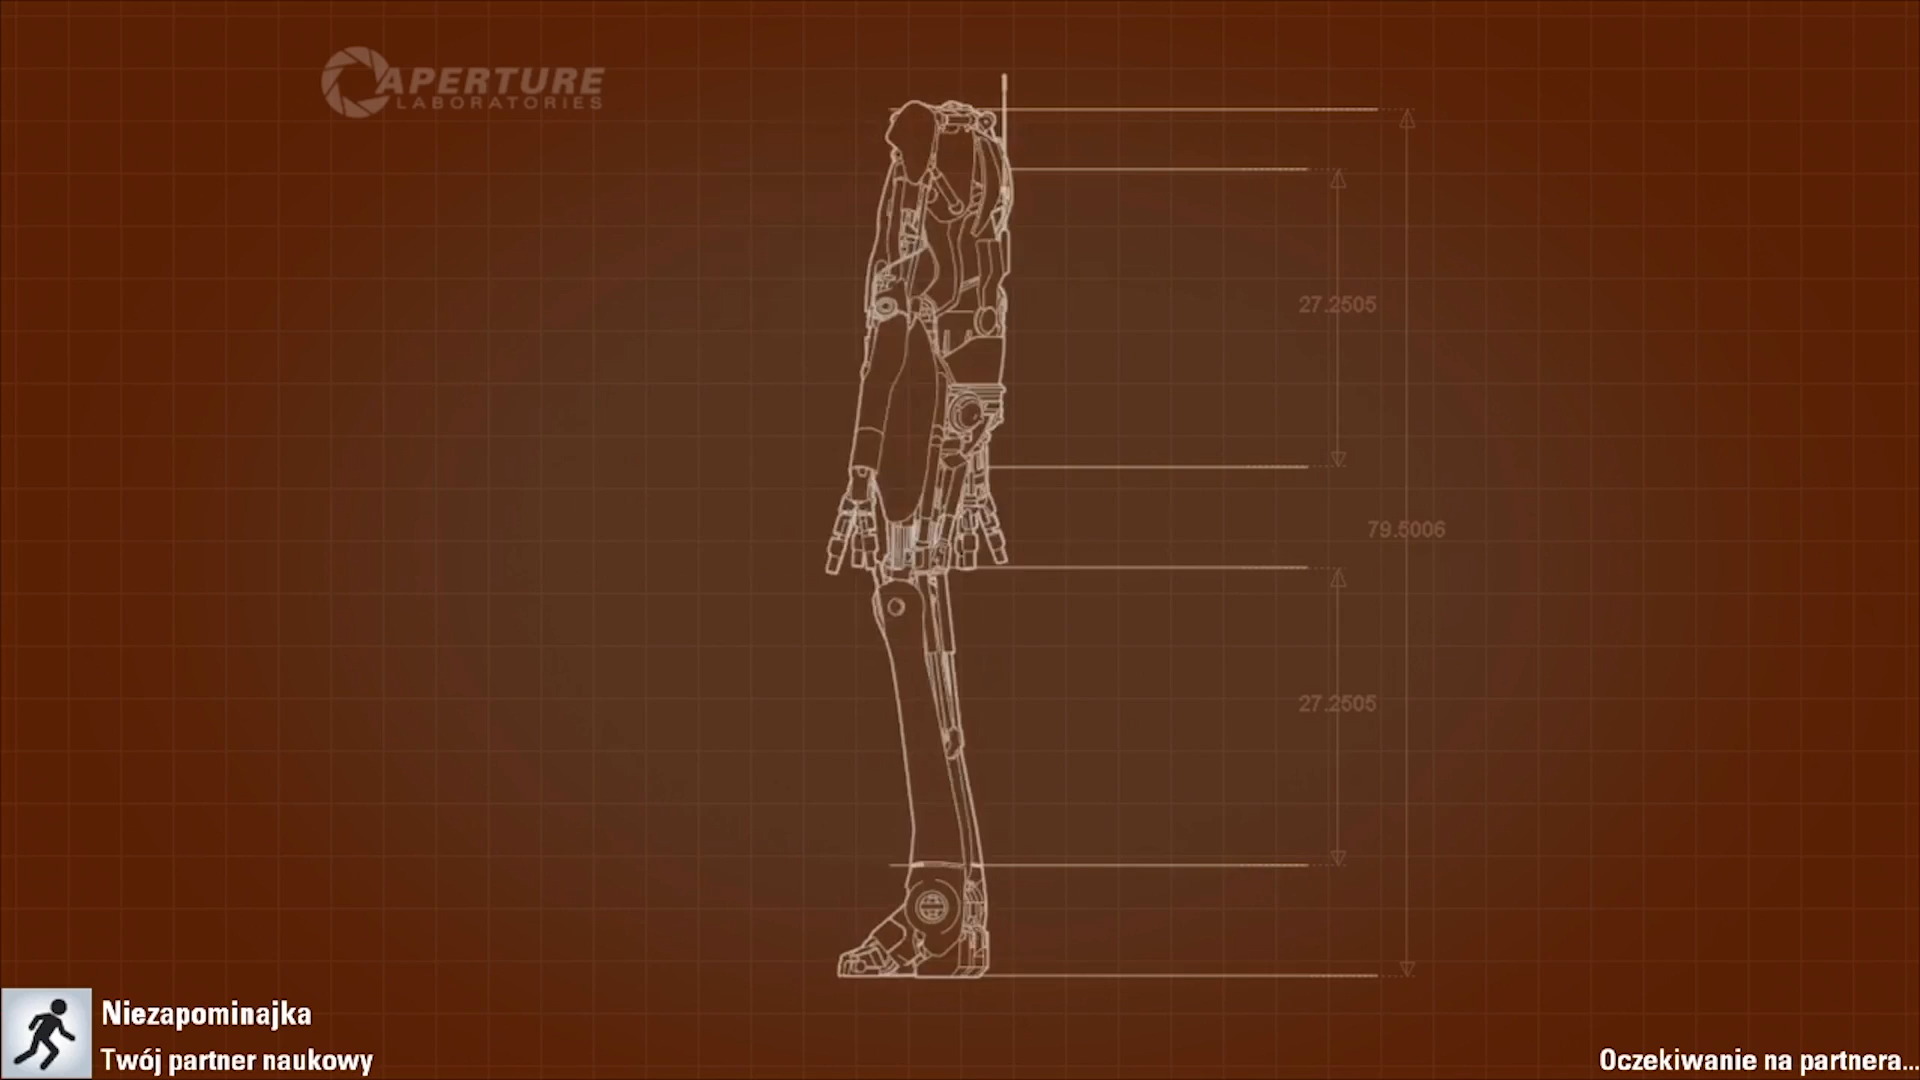 APERTURE
LABORATORIES
27.2505
79.5006
27.2505
Niezapominajka
Twój partner naukowy
Oczekiwanie na partnera...